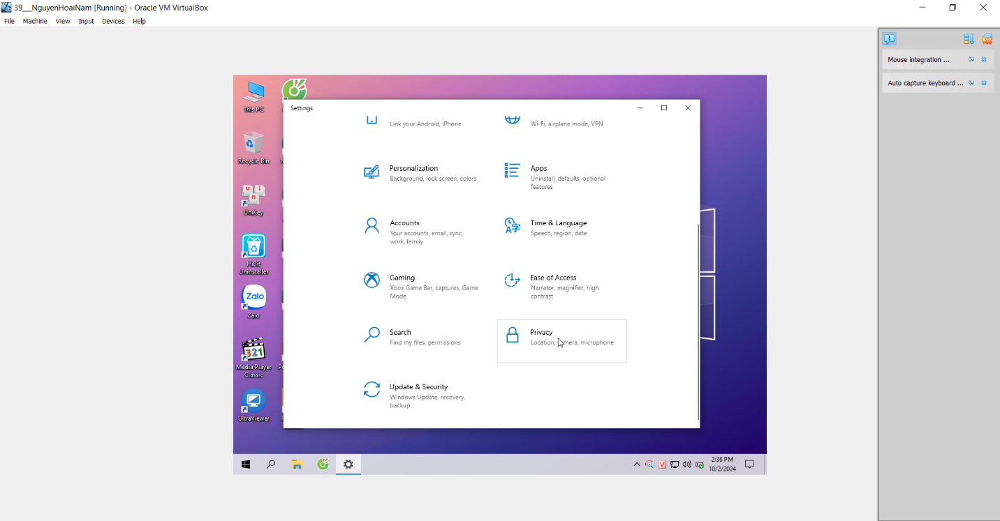 39__NguyenHoaiNam [Running] - Oracle VM VirtualBox
File Machine View Input Devices Help
Mouse integration ...
Auto capture keyboard ...
This PC
Recycle Bin
UniKey
HiBit
Uninstaller
Zalo
Media Player
Classic
UltraViewer
Settings
Link your Android, iPhone
Wi-Fi, airplane mode, VPN
Personalization
Background, lock screen, colors
Apps
Uninstall, defaults, optional
features
Accounts
Your accounts, email, sync,
work, family
Time & Language
Speech, region, date
Gaming
Xbox Game Bar, captures, Game
Mode
Ease of Access
Narrator, magnifier, high
contrast
Search
Find my files, permissions
Privacy
Location, camera, microphone
Update & Security
Windows Update, recovery,
backup
2:36 PM
10/2/2024